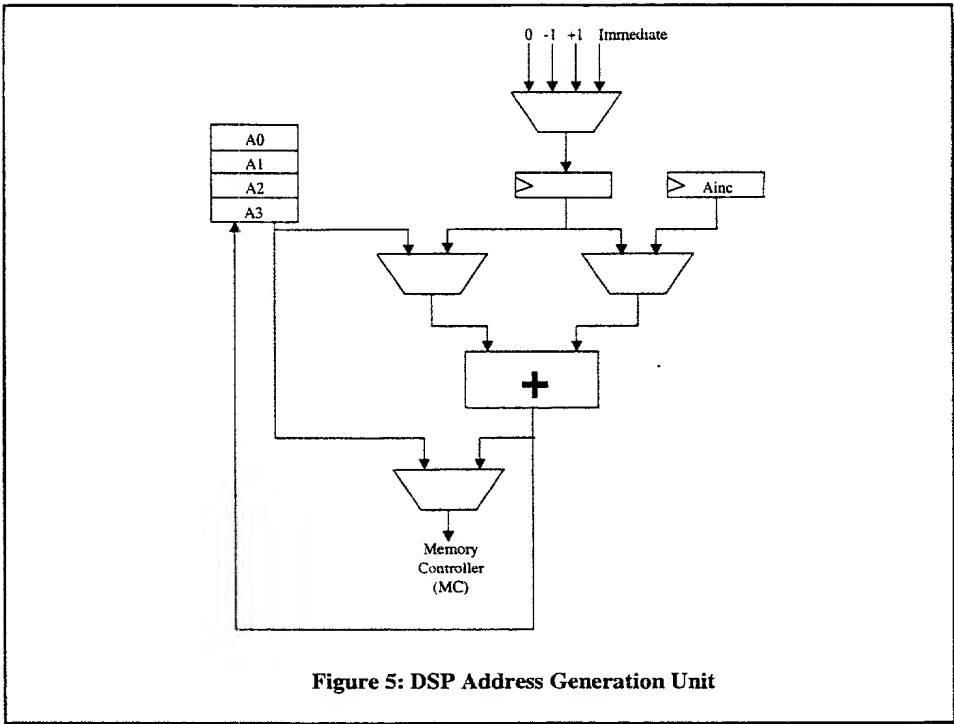 0 -1 +1 Immediate
A0
A1
A2
A3
Ainc
+
Memory
Controller
(MC)
Figure 5: DSP Address Generation Unit